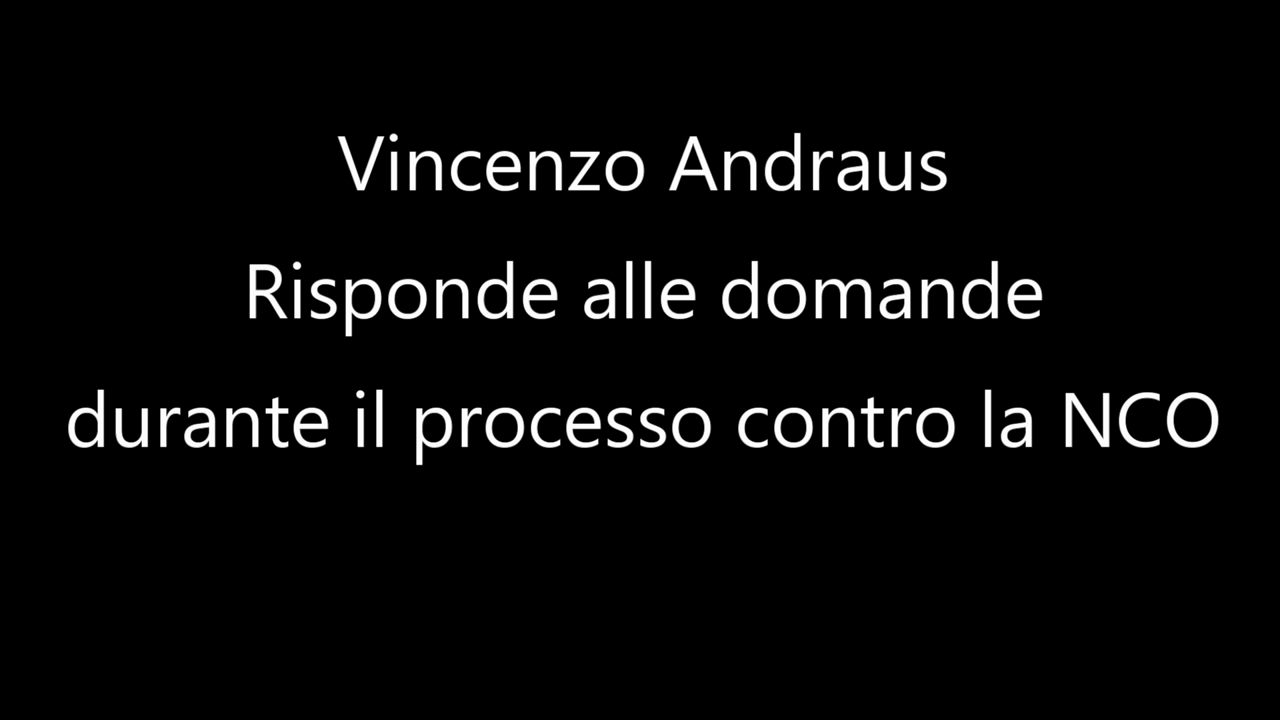 Vincenzo Andraus
Risponde alle domande
durante il processo contro la NCO